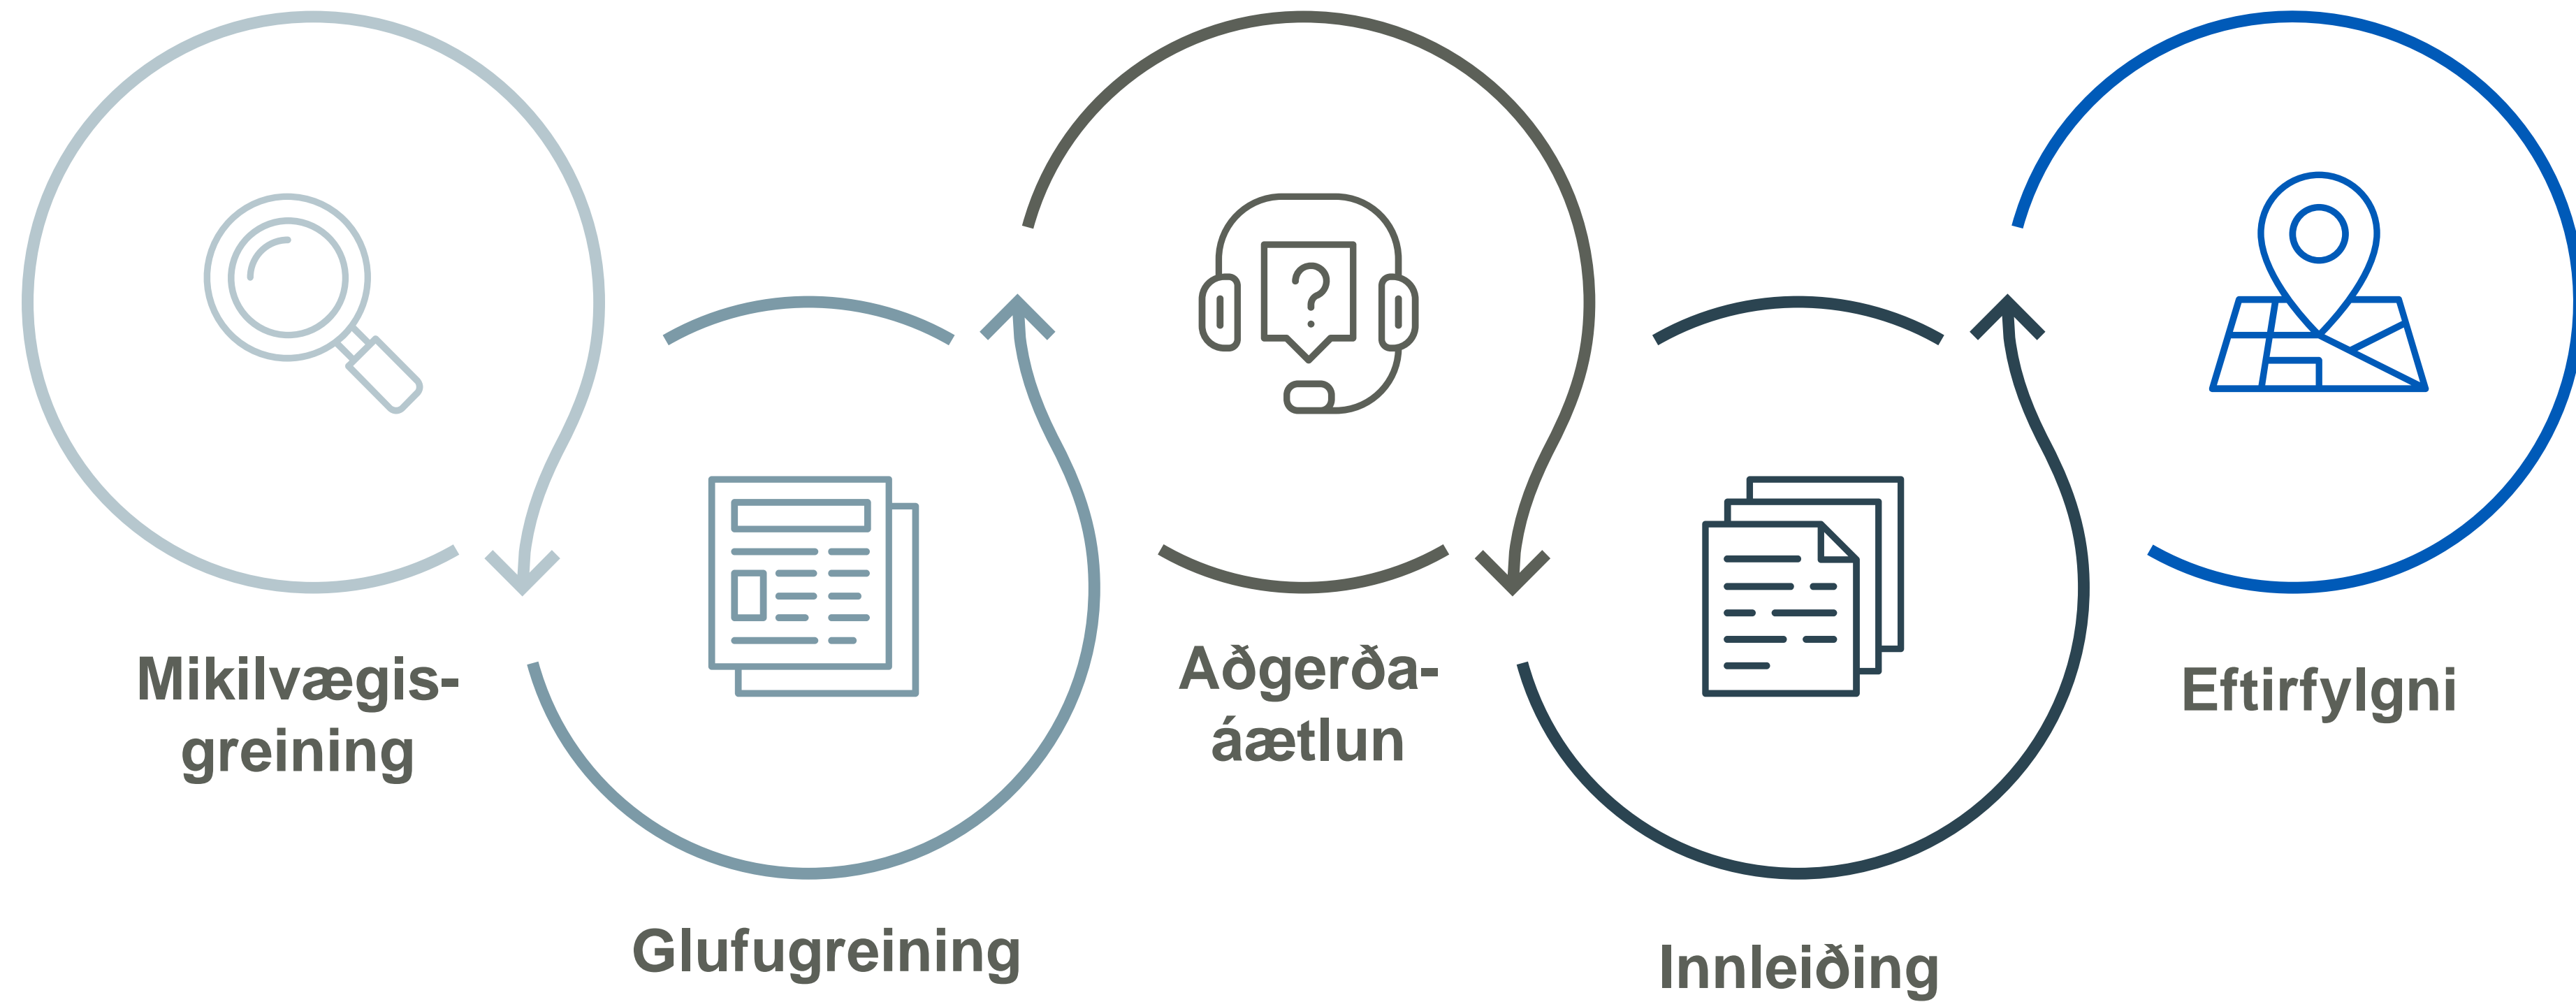 Mikilvægis-
greining
Glufugreining
Aðgerða-
áætlun
Innleiðing
Eftirfylgni
?